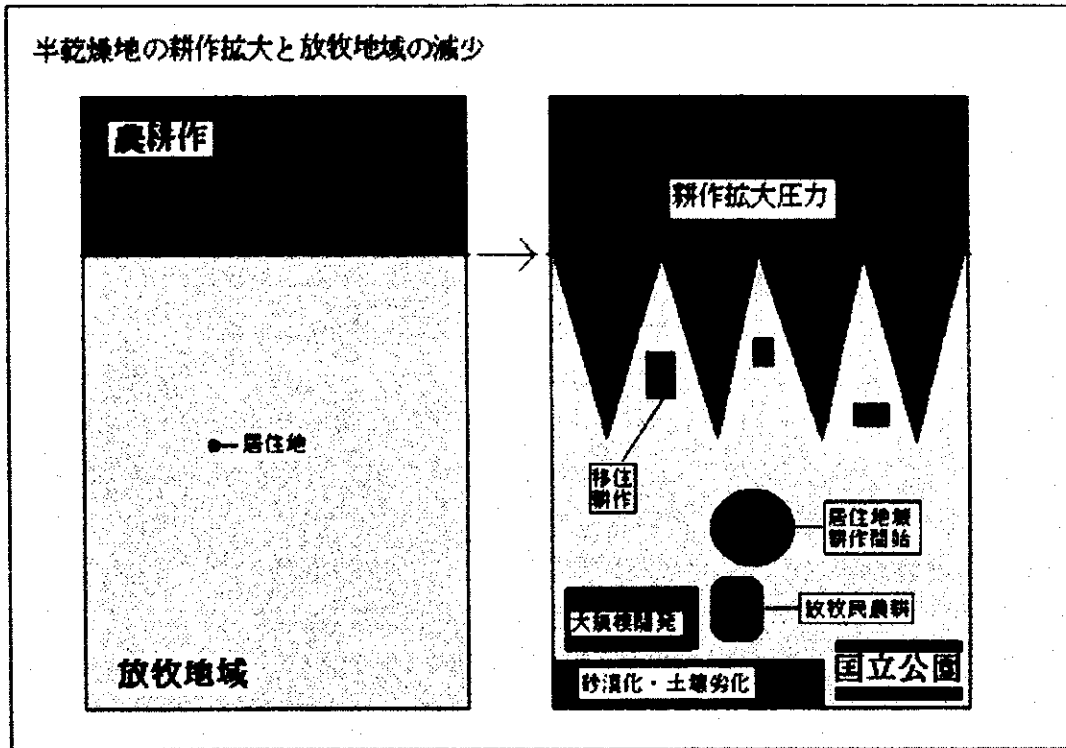 半乾燥地の耕作拡大と放牧地域の減少
農耕作
居住地
放牧地域
耕作拡大圧力
移住
耕作
居住地域
耕作開始
放牧民農耕
大規模開発
砂漠化・土壌劣化
国立公園